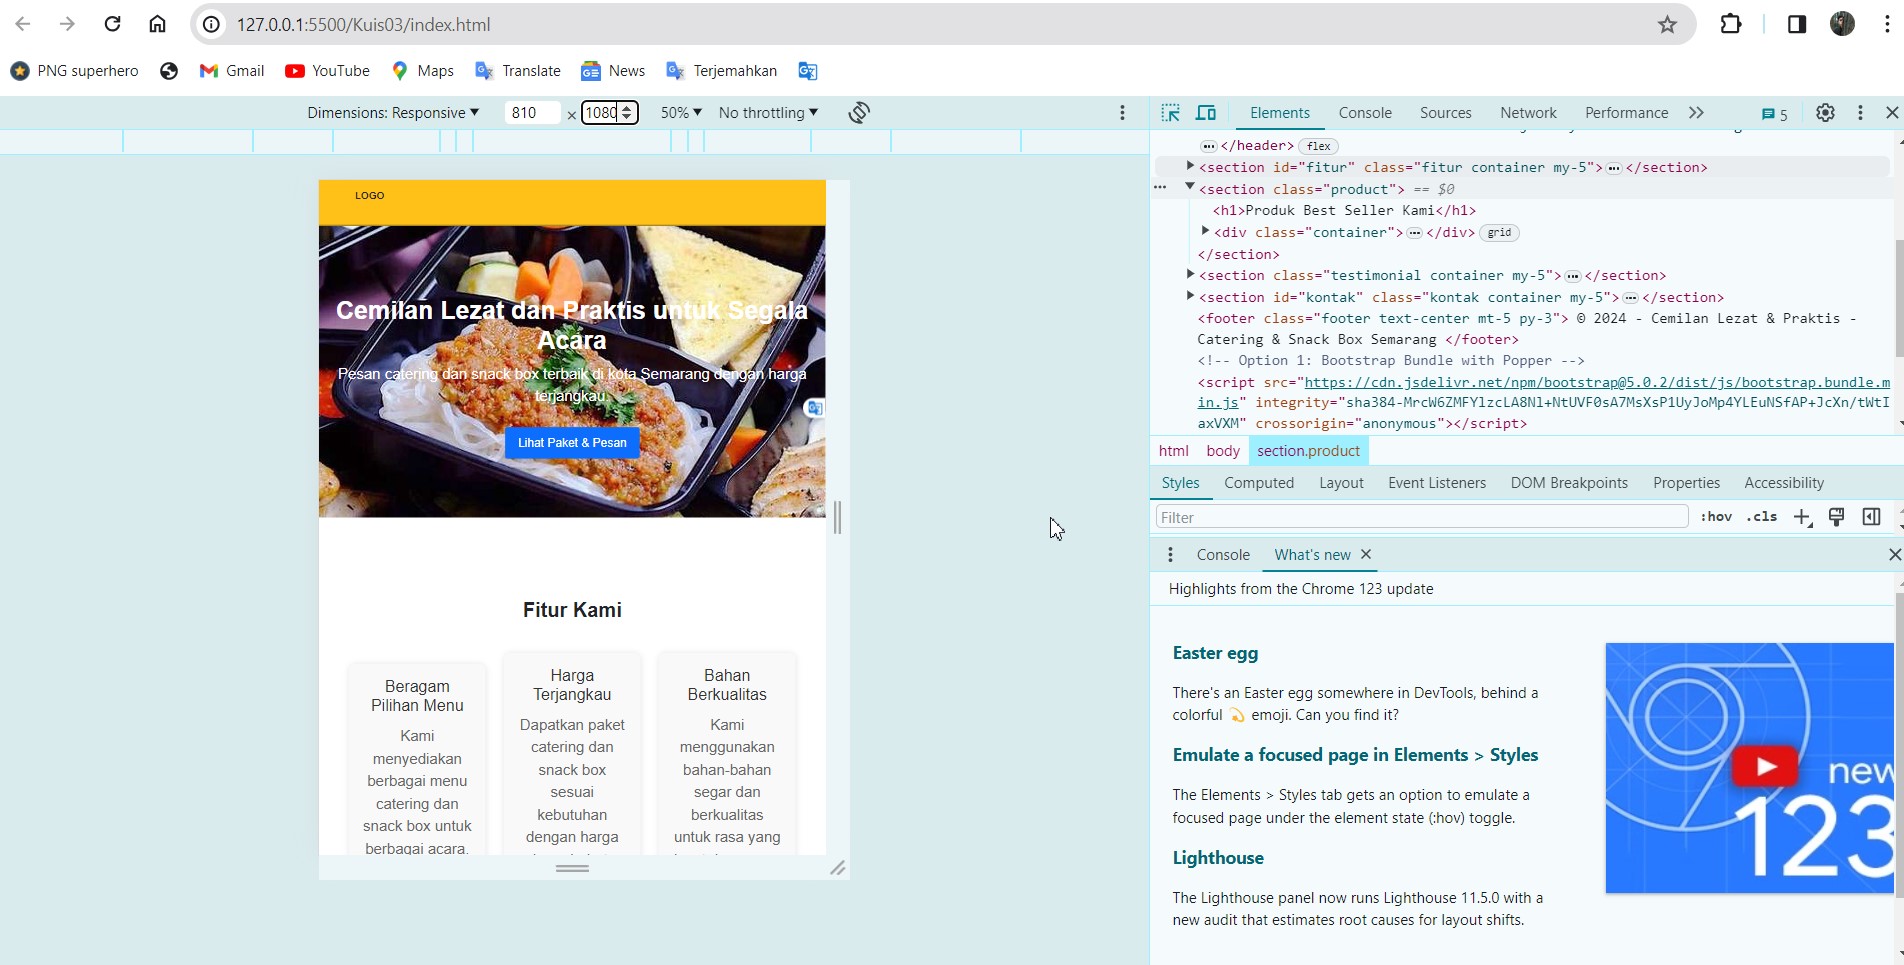 127.0.0.1:5500/Kuis03/index.html
PNG superhero Gmail YouTube Maps Translate News Terjemahkan
Dimensions: Responsive 810 × 1080 50% No throttling
Elements Console Sources Network Performance 5
LOGO
Cemilan Lezat dan Praktis untuk Segala
Acara
Pesan catering dan snack box terbaik di kota Semarang dengan harga
terjangkau.
Lihat Paket & Pesan
Fitur Kami
Beragam
Pilihan Menu
Kami
menyediakan
berbagai menu
catering dan
snack box untuk
berbagai acara.
Harga
Terjangkau
Dapatkan paket
catering dan
snack box
sesuai
kebutuhan
dengan harga
Bahan
Berkualitas
Kami
menggunakan
bahan-bahan
segar dan
berkualitas
untuk rasa yang
</header> flex
<section id="fitur" class="fitur container my-5"> </section>
<section class="product"> == $0
<h1>Produk Best Seller Kami</h1>
<div class="container"> </div> grid
</section>
<section class="testimonial container my-5"> </section>
<section id="kontak" class="kontak container my-5"> </section>
<footer class="footer text-center mt-5 py-3"> © 2024 - Cemilan Lezat & Praktis -
Catering & Snack Box Semarang </footer>
<!-- Option 1: Bootstrap Bundle with Popper -->
<script src="https://cdn.jsdelivr.net/npm/bootstrap@5.0.2/dist/js/bootstrap.bundle.m
in.js" integrity="sha384-MrcW6ZMFYlzcLA8Nl+NtUVF0sA7MsXsP1UyJoMp4YLEuNSfAP+JcXn/tWtI
axVXM" crossorigin="anonymous"></script>
html body section.product
Styles Computed Layout Event Listeners DOM Breakpoints Properties Accessibility
Filter :hov .cls
Console What's new
Highlights from the Chrome 123 update
Easter egg
There's an Easter egg somewhere in DevTools, behind a
colorful 💫 emoji. Can you find it?
Emulate a focused page in Elements > Styles
The Elements > Styles tab gets an option to emulate a
focused page under the element state (:hov) toggle.
Lighthouse
The Lighthouse panel now runs Lighthouse 11.5.0 with a
new audit that estimates root causes for layout shifts.
new
123